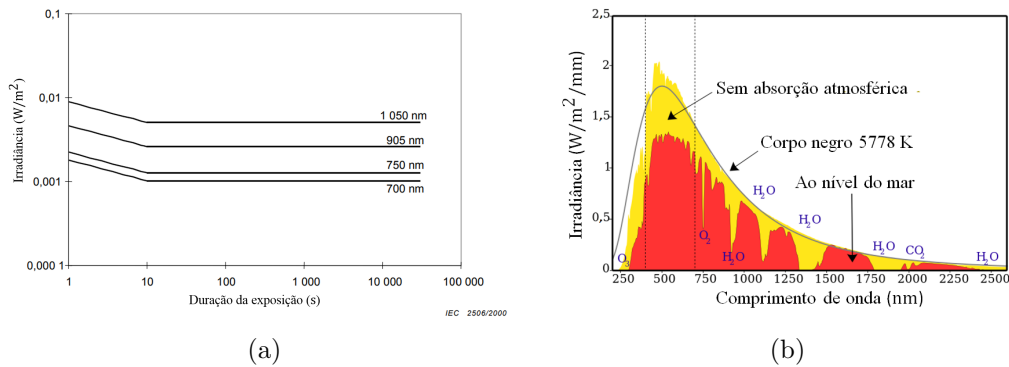 0,1
0,01
0,001
0,000 1
Irradiância (W/m²)
1 050 nm
905 nm
750 nm
700 nm
1
10
100
1 000
10 000
100 000
Duração da exposição (s)
IEC 2506/2000
(a)
2,5
2
1,5
1
0,5
0
Irradiância (W/m²/mm)
Sem absorção atmosférica
Corpo negro 5778 K
Ao nível do mar
H₂O
H₂O
O₂
H₂O
H₂O
CO₂
H₂O
O₃
250
500
750
1000
1250
1500
1750
2000
2250
2500
Comprimento de onda (nm)
(b)